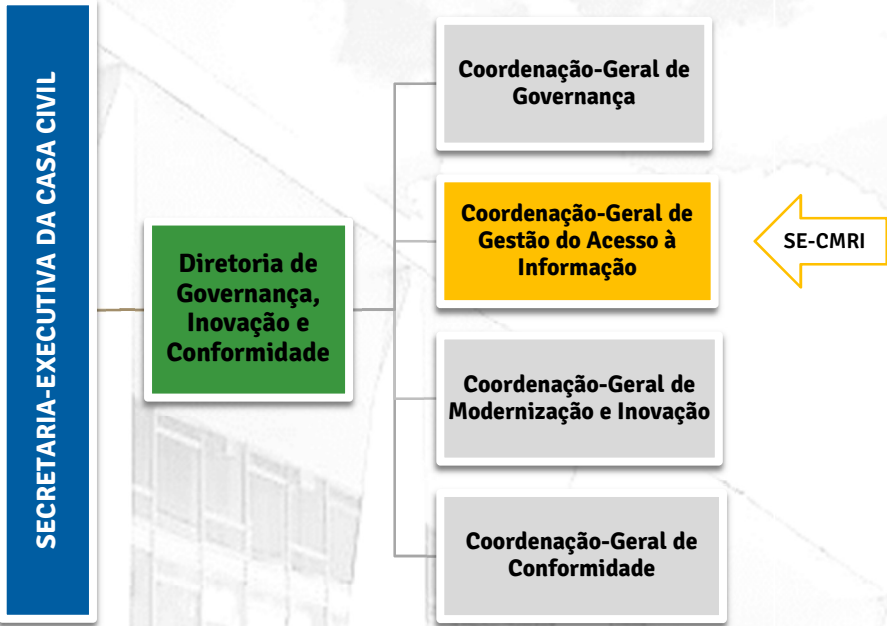 SECRETARIA-EXECUTIVA DA CASA CIVIL
Diretoria de
Governança,
Inovação e
Conformidade
Coordenação-Geral de
Governança
Coordenação-Geral de
Gestão do Acesso à
Informação
SE-CMRI
Coordenação-Geral de
Modernização e Inovação
Coordenação-Geral de
Conformidade